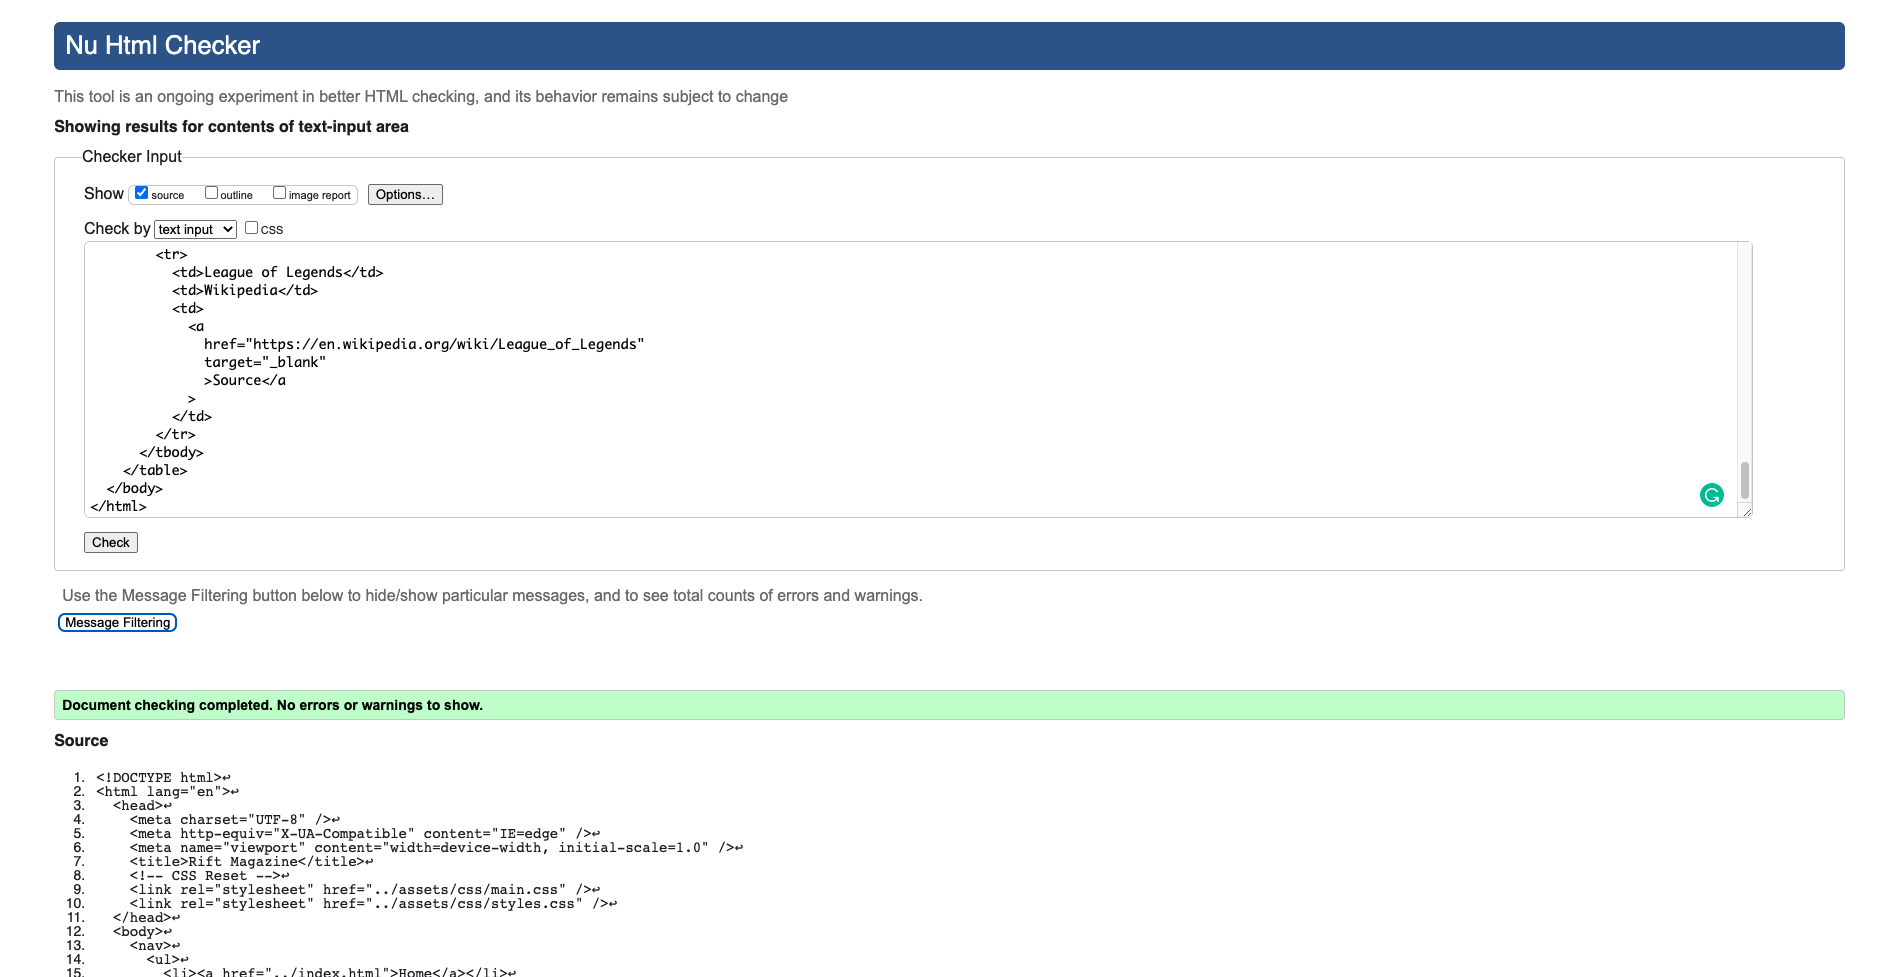 Nu Html Checker
This tool is an ongoing experiment in better HTML checking, and its behavior remains subject to change
Showing results for contents of text-input area
Checker Input
Show source outline image report Options...
Check by text input css
<tr>
<td>League of Legends</td>
<td>Wikipedia</td>
<td>
<a
href="https://en.wikipedia.org/wiki/League_of_Legends"
target="_blank"
>Source</a
>
</td>
</tr>
</tbody>
</table>
</body>
</html>
Check
Use the Message Filtering button below to hide/show particular messages, and to see total counts of errors and warnings.
Message Filtering
Document checking completed. No errors or warnings to show.
Source
1. <!DOCTYPE html>↩
2. <html lang="en">↩
3. <head>↩
4. <meta charset="UTF-8" />↩
5. <meta http-equiv="X-UA-Compatible" content="IE=edge" />↩
6. <meta name="viewport" content="width=device-width, initial-scale=1.0" />↩
7. <title>Rift Magazine</title>↩
8. <!-- CSS Reset -->↩
9. <link rel="stylesheet" href="../assets/css/main.css" />↩
10. <link rel="stylesheet" href="../assets/css/styles.css" />↩
11. </head>↩
12. <body>↩
13. <nav>↩
14. <ul>↩
15. <li><a href="../index.html">Home</a></li>↩